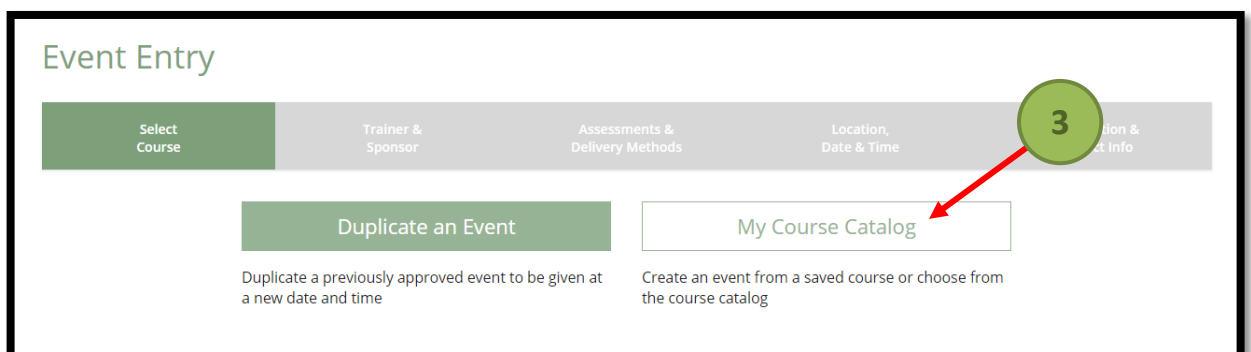 Event Entry
Select
Course
Trainer &
Sponsor
Assessments &
Delivery Methods
Location,
Date & Time
&
Info
3
Duplicate an Event
My Course Catalog
Duplicate a previously approved event to be given at
a new date and time
Create an event from a saved course or choose from
the course catalog